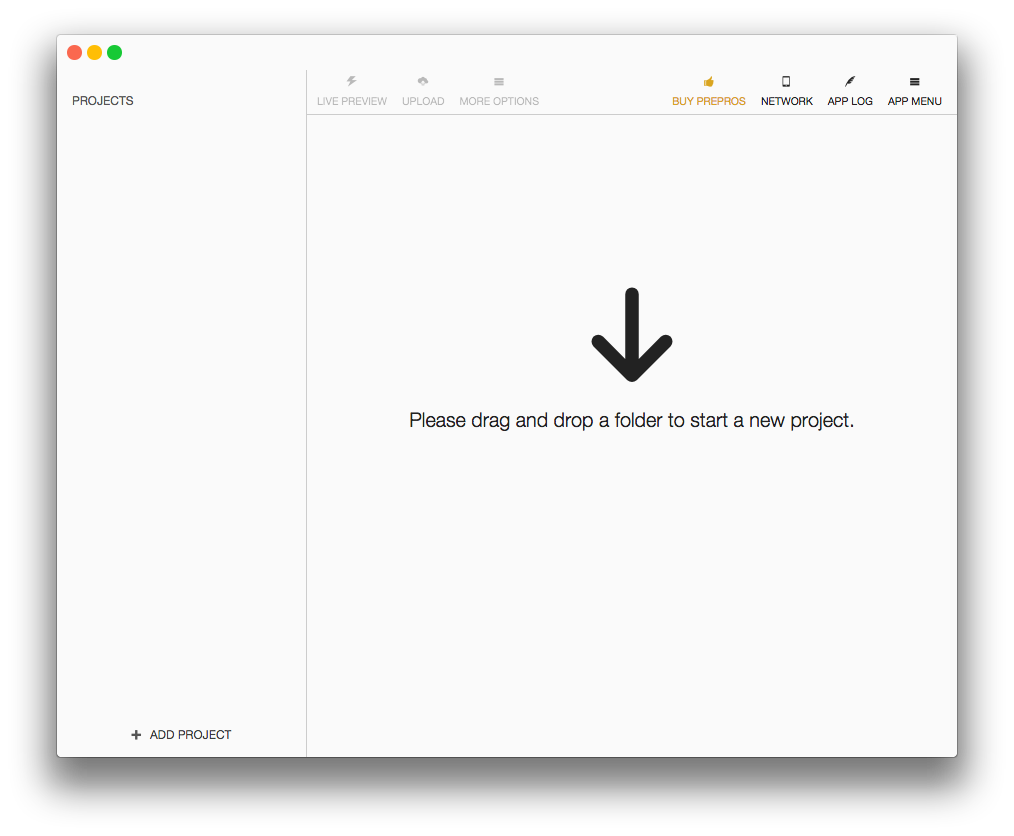 PROJECTS
LIVE PREVIEW
UPLOAD
MORE OPTIONS
BUY PREPROS
NETWORK
APP LOG
APP MENU
Please drag and drop a folder to start a new project.
ADD PROJECT